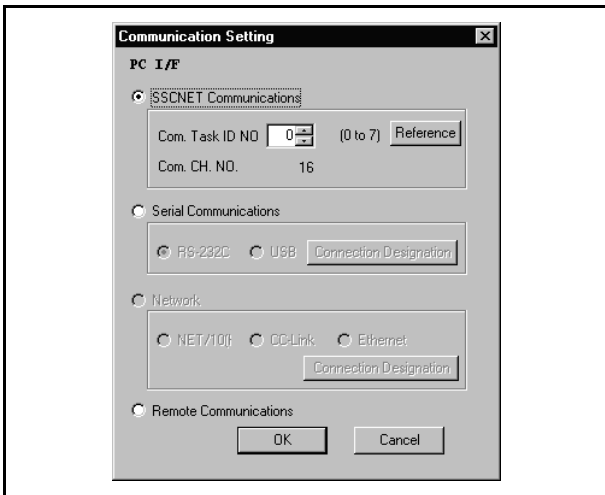 Communication Setting
PC I/F
SSCNET Communications
Com. Task ID NO 0 (0 to 7) Reference
Com. CH. NO. 16
Serial Communications
RS-232C USB Connection Designation
Network
CC-Link Ethernet
Connection Designation
Remote Communications
OK Cancel